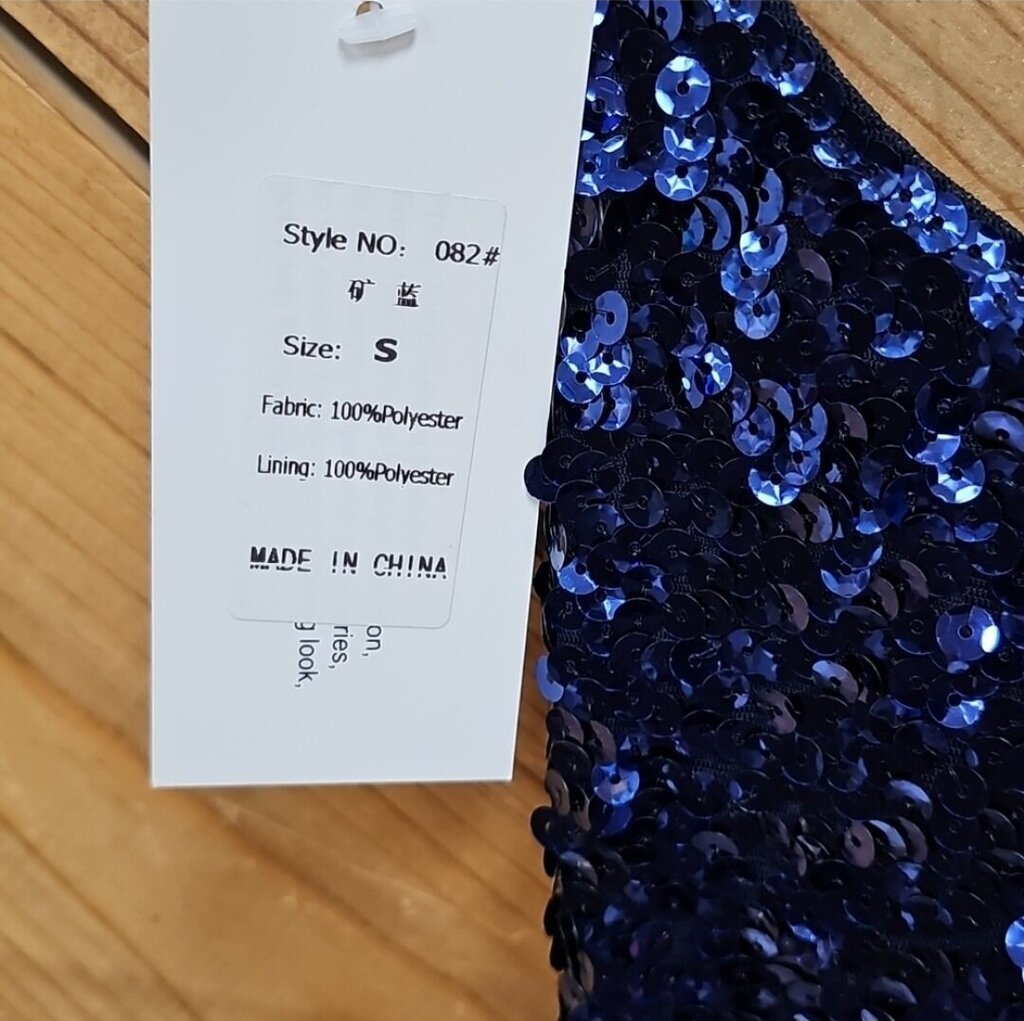 Style NO: 082#
矿 蓝
Size: S
Fabric: 100%Polyester
Lining: 100%Polyester
MADE IN CHINA
on,
ries,
g look,